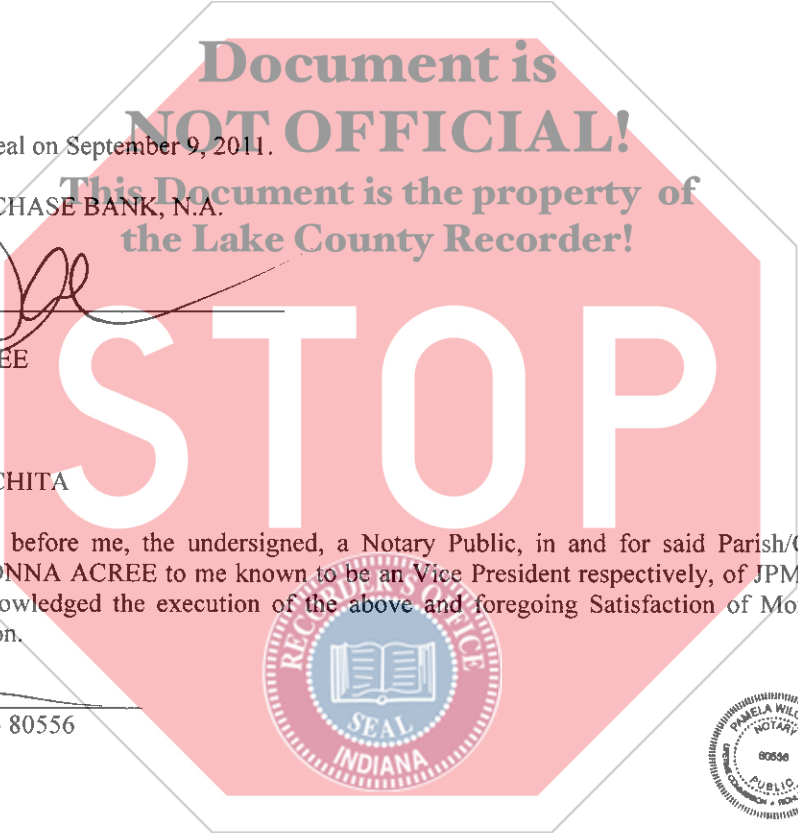 Document is
NOT OFFICIAL!
eal on September 9, 2011.
This Document is the property of
CHASE BANK, N.A.
the Lake County Recorder!
EE
STOP
CHITA
before me, the undersigned, a Notary Public, in and for said Parish/
ONNA ACREE to me known to be an Vice President respectively, of JPM
owledged the execution of the above and foregoing Satisfaction of Mo
on.
RECORDER'S OFFICE
SEAL
INDIANA
80556
PAMELA
NOTARY
80556
PUBLIC